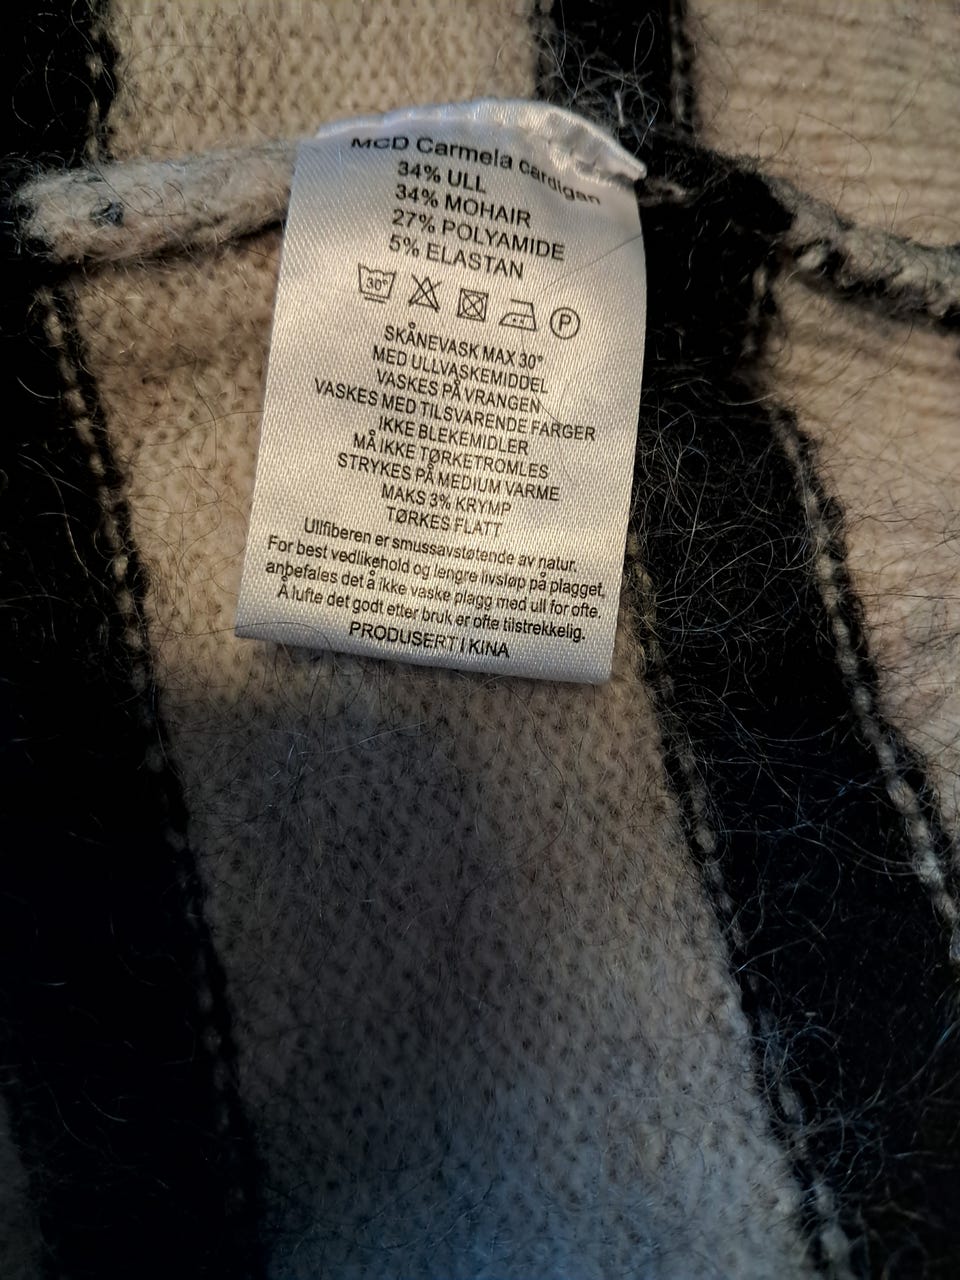 MCD Carmela cardigan
34% ULL
34% MOHAIR
27% POLYAMIDE
5% ELASTAN
30° P
SKÅNEVASK MAX 30°
MED ULLVASKEMIDDEL
VASKES PÅ VRANGEN
VASKES MED TILSVARENDE FARGER
IKKE BLEKEMIDLER
MÅ IKKE TØRKETROMLES
STRYKES PÅ MEDIUM VARME
MAKS 3% KRYMP
TØRKES FLATT
Ullfiberen er smussavstøtende av natur.
For best vedlikehold og lengre livsløp på plagget,
anbefales det å ikke vaske plagg med ull for ofte.
Å lufte det godt etter bruk er ofte tilstrekkelig.
PRODUSERT I KINA